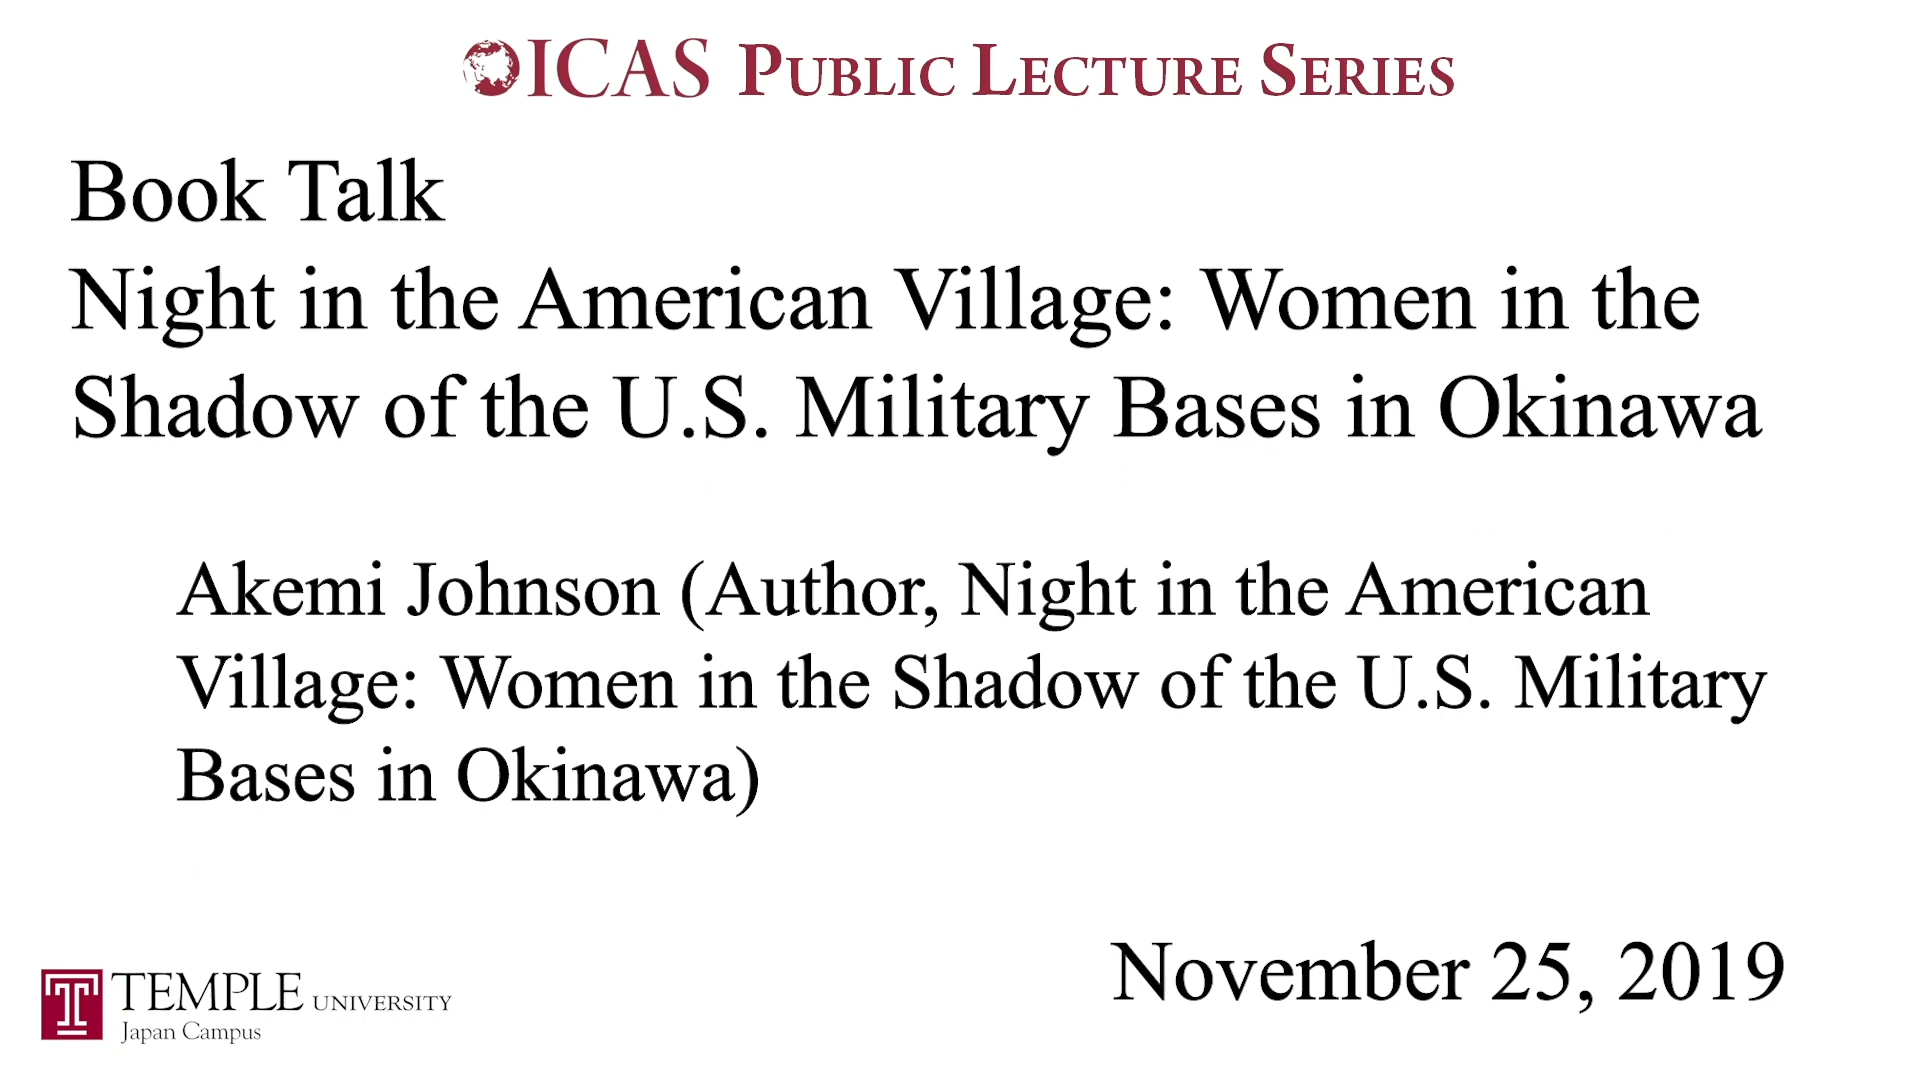 ICAS PUBLIC LECTURE SERIES
Book Talk
Night in the American Village: Women in the
Shadow of the U.S. Military Bases in Okinawa
Akemi Johnson (Author, Night in the American
Village: Women in the Shadow of the U.S. Military
Bases in Okinawa)
November 25, 2019
TEMPLE UNIVERSITY
Japan Campus